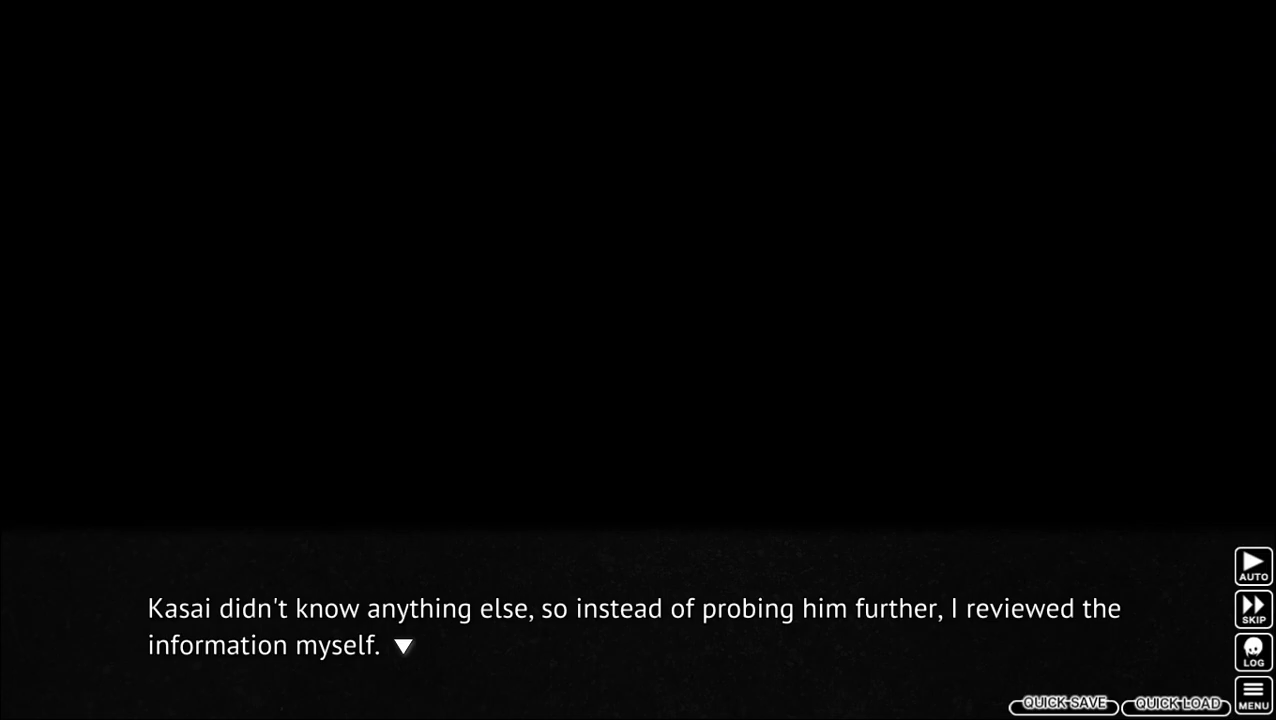 Kasai didn't know anything else, so instead of probing him further, I reviewed the
information myself.
AUTO
SKIP
LOG
MENU
QUICK SAVE
QUICK LOAD